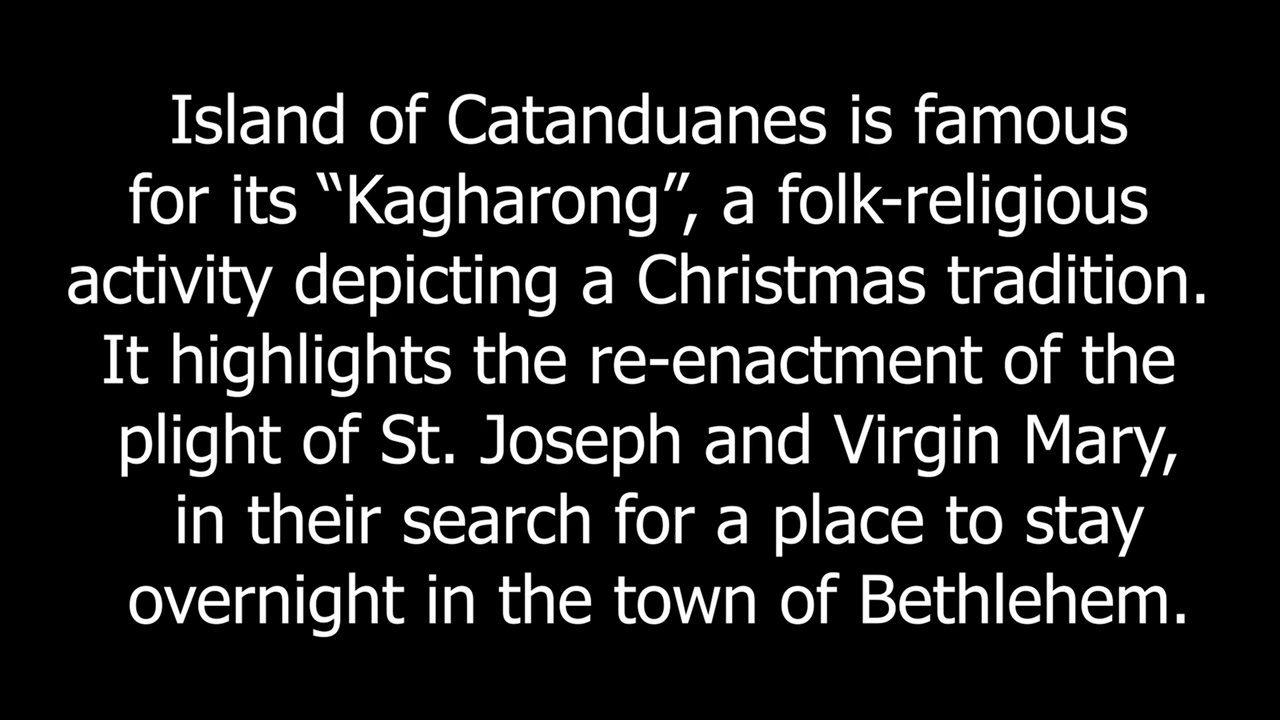 Island of Catanduanes is famous
for its “Kagharong”, a folk-religious
activity depicting a Christmas tradition.
It highlights the re-enactment of the
plight of St. Joseph and Virgin Mary,
in their search for a place to stay
overnight in the town of Bethlehem.